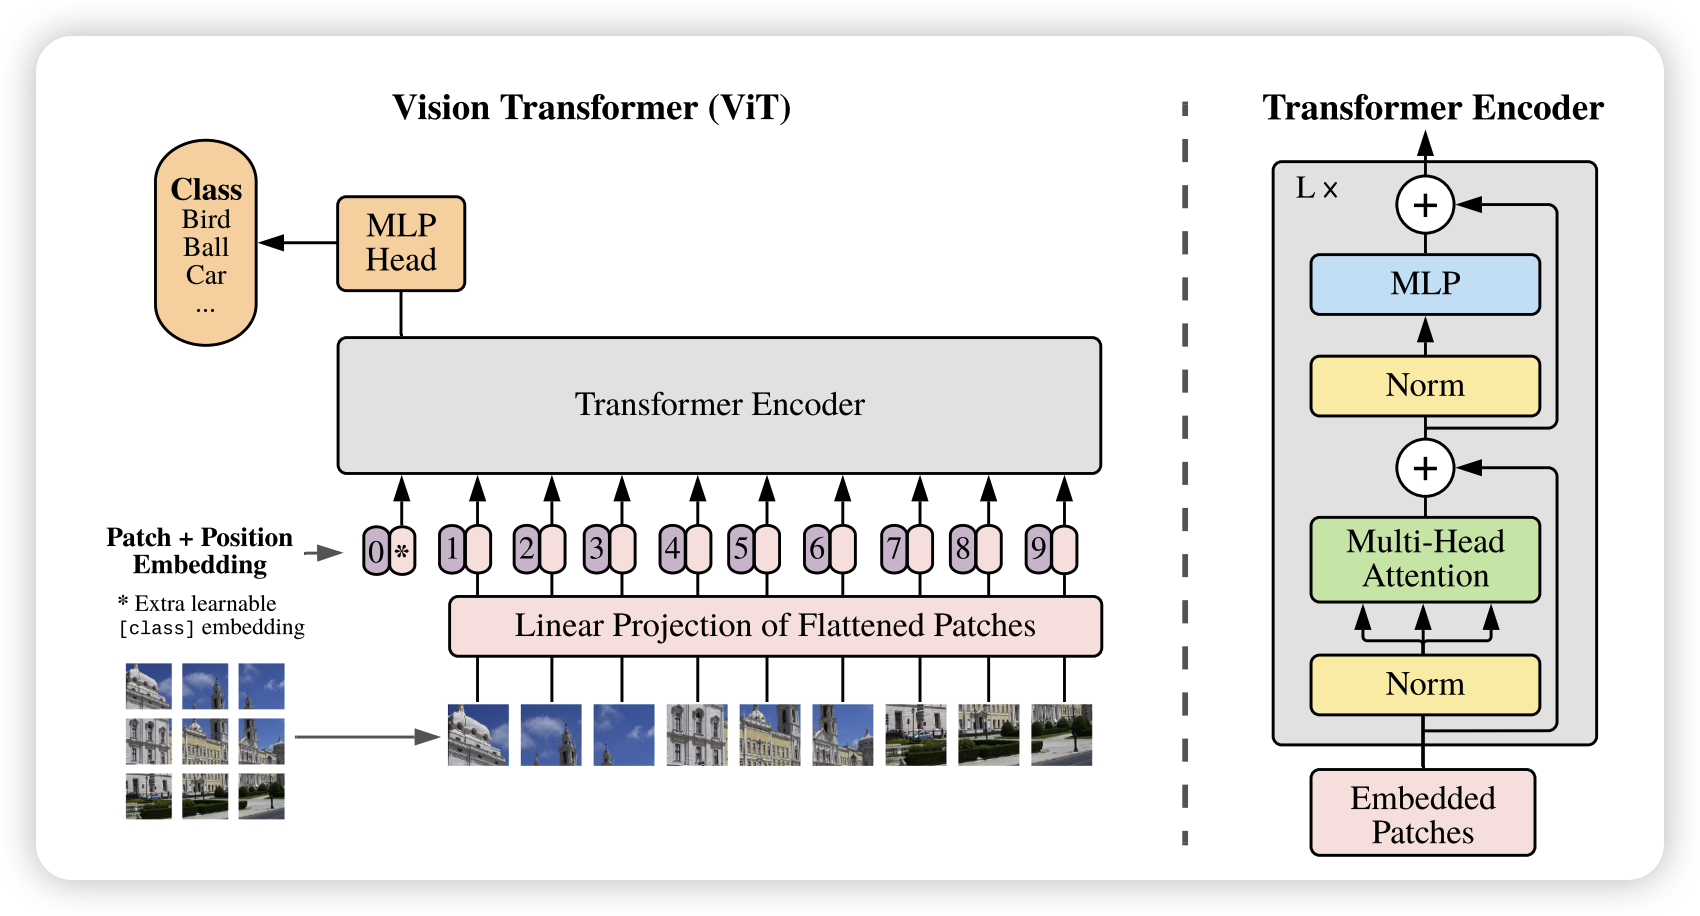 Vision Transformer (ViT)
Class
Bird
Ball
Car
...
MLP
Head
Transformer Encoder
Patch + Position
Embedding
0 * 1 2 3 4 5 6 7 8 9
* Extra learnable
[class] embedding
Linear Projection of Flattened Patches
Transformer Encoder
L x
+
MLP
Norm
+
Multi-Head
Attention
Norm
Embedded
Patches